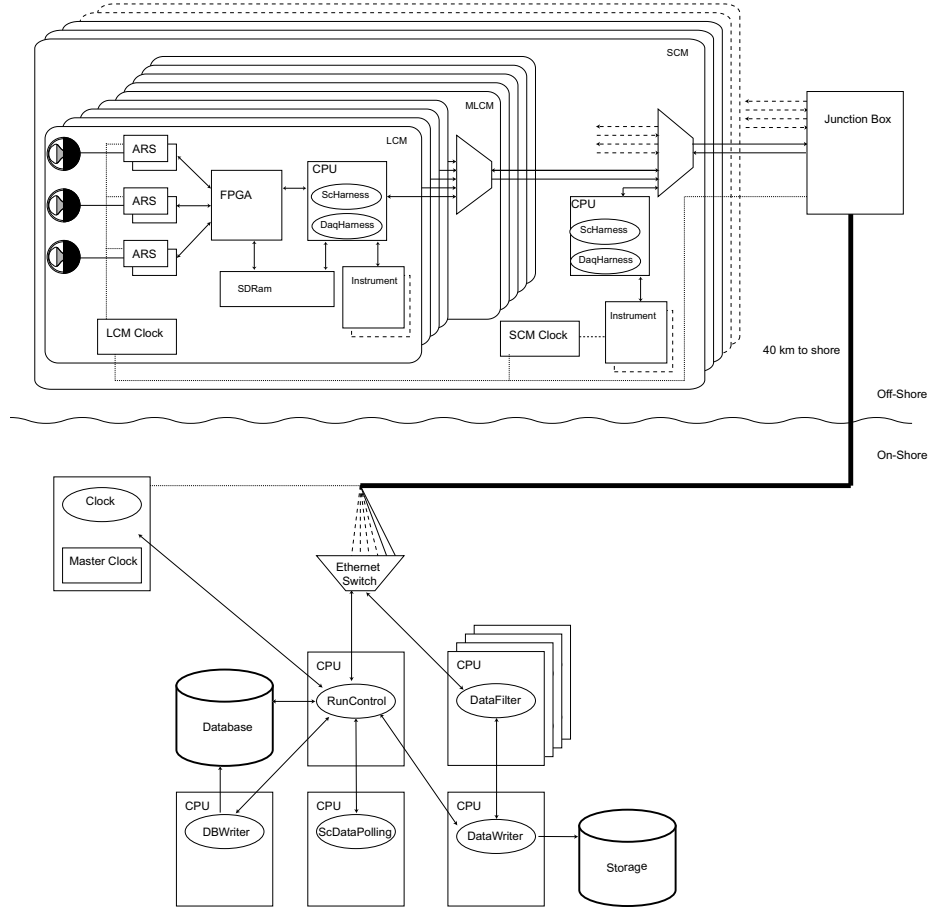 SCM
MLCM
LCM
Junction Box
ARS
ARS
ARS
FPGA
CPU
ScHarness
DaqHarness
SDRam
Instrument
LCM Clock
CPU
ScHarness
DaqHarness
Instrument
SCM Clock
40 km to shore
Off-Shore
On-Shore
Clock
Master Clock
Ethernet
Switch
CPU
RunControl
CPU
DataFilter
Database
CPU
DBWriter
CPU
ScDataPolling
CPU
DataWriter
Storage